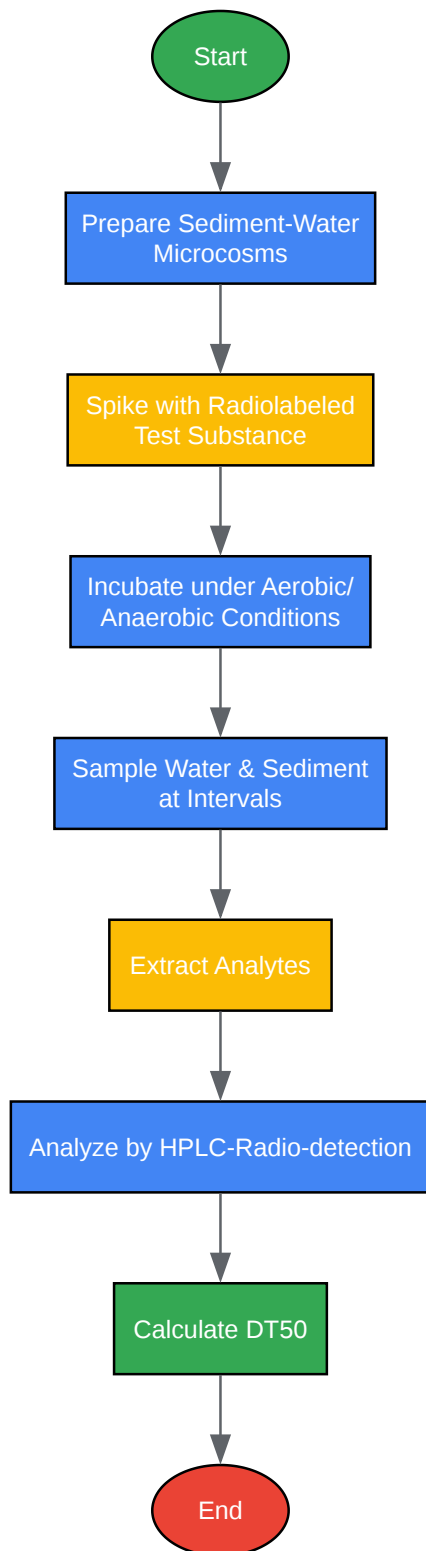 Start
Prepare Sediment-Water
Microcosms
Spike with Radiolabeled
Test Substance
Incubate under Aerobic/
Anaerobic Conditions
Sample Water & Sediment
at Intervals
Extract Analytes
Analyze by HPLC-Radio-detection
Calculate DT50
End